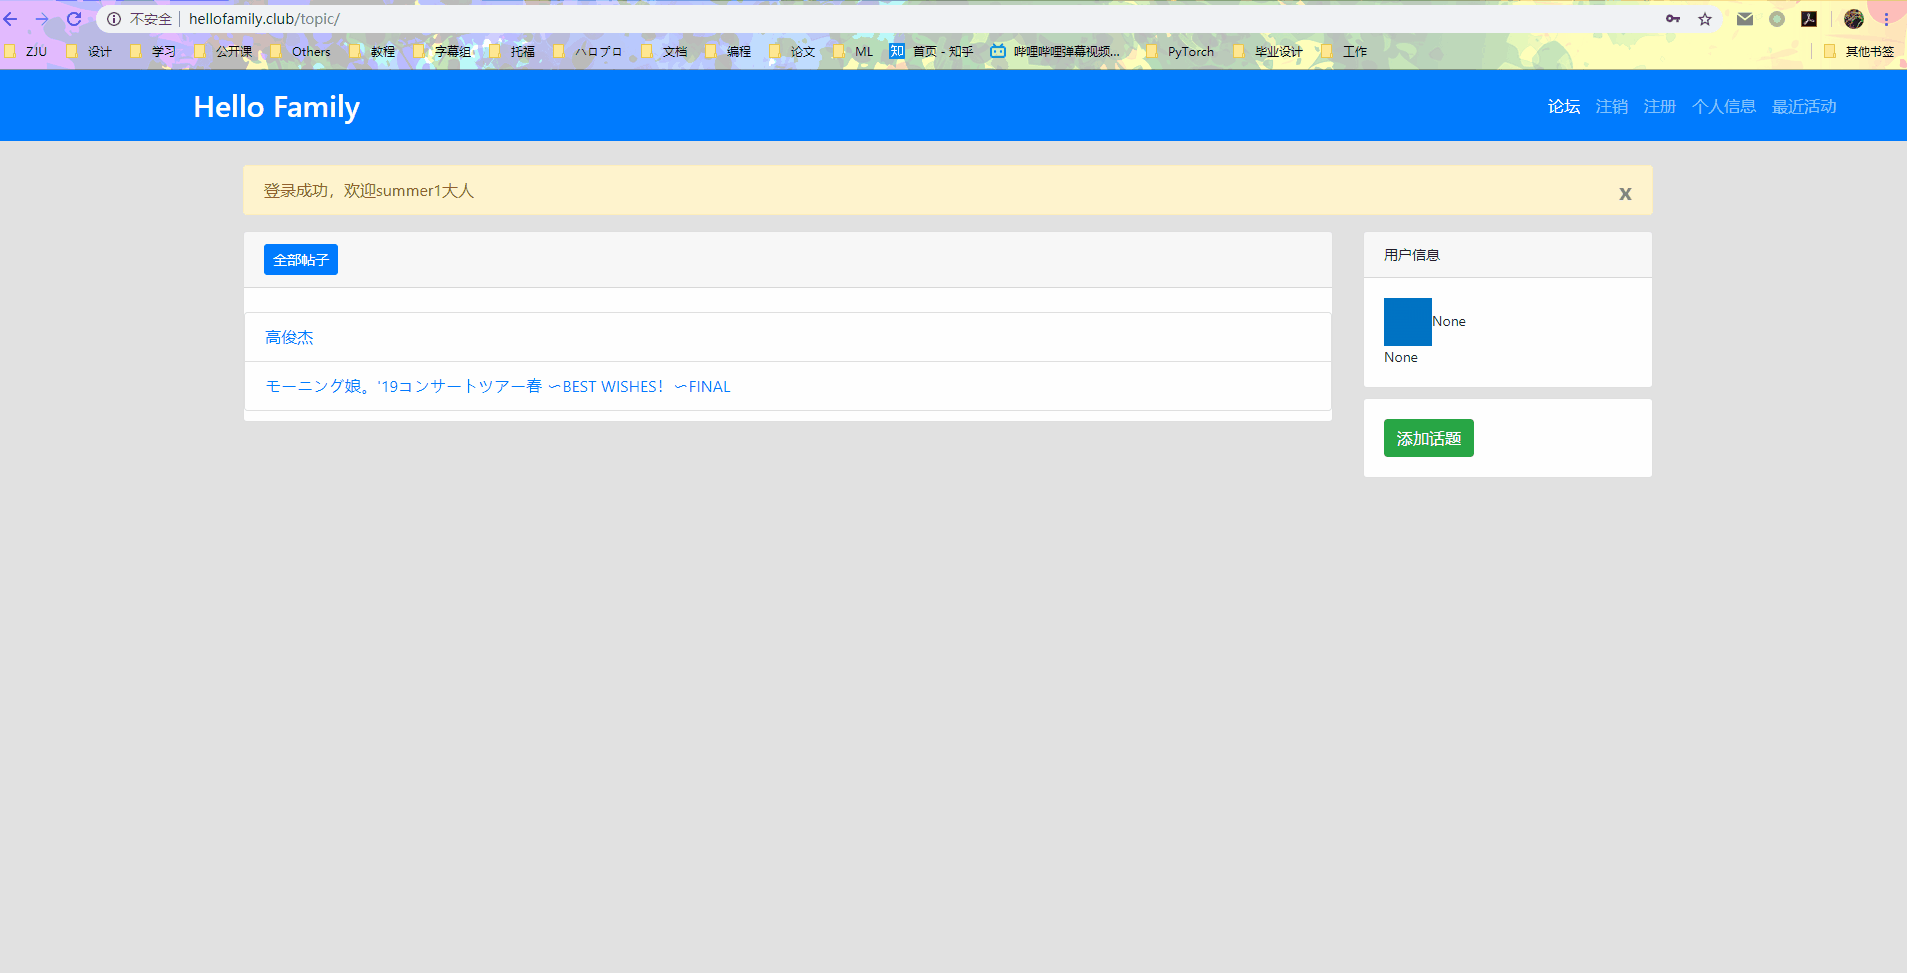 不安全 hellofamily.club/topic/
ZJU 设计 学习 公开课 Others 教程 字幕组 托福 ハロプロ 文档 编程 论文 ML 知 首页 - 知乎 哔哩哔哩弹幕视频... PyTorch 毕业设计 工作 其他书签
Hello Family 论坛 注销 注册 个人信息 最近活动
登录成功，欢迎summer1大人 x
全部帖子
用户信息
高俊杰
モーニング娘。'19コンサートツアー春 〜BEST WISHES！〜FINAL
None
None
添加话题